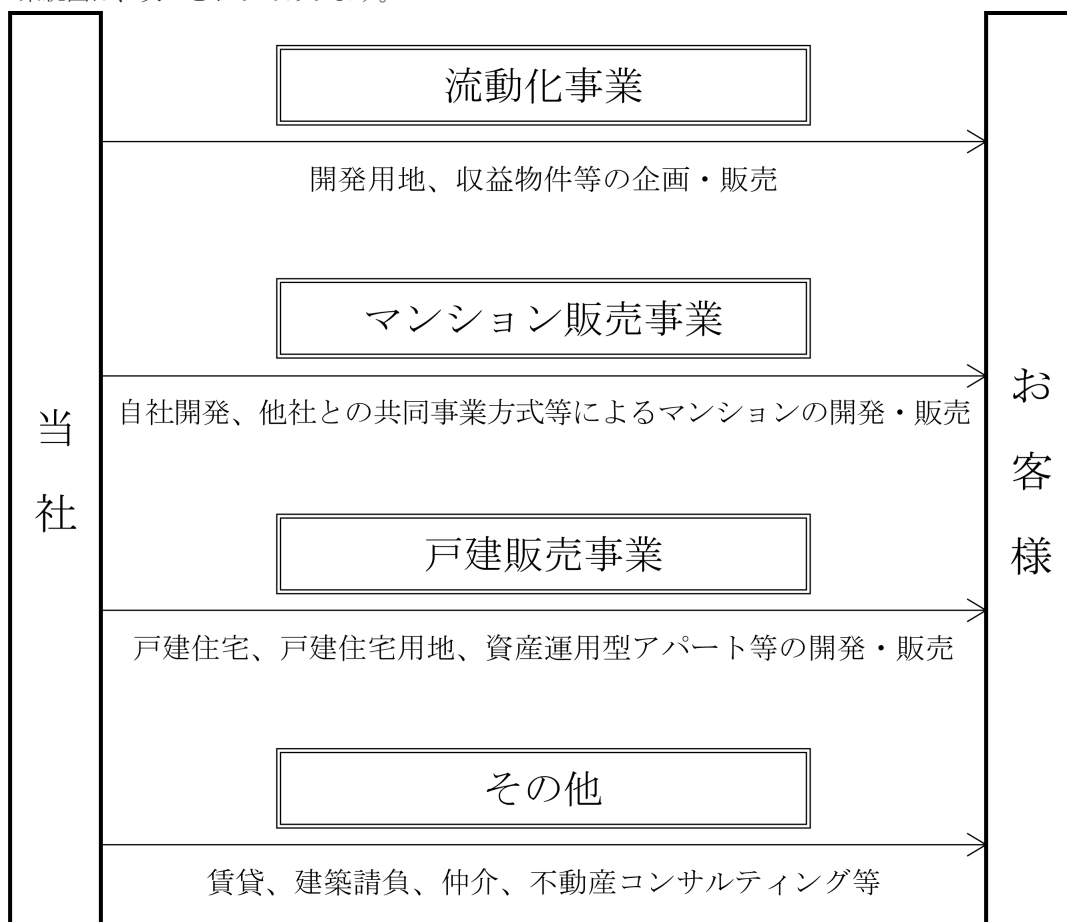 流動化事業
開発用地、収益物件等の企画・販売
マンション販売事業
自社開発、他社との共同事業方式等によるマンションの開発・販売
当社
お客様
戸建販売事業
戸建住宅、戸建住宅用地、資産運用型アパート等の開発・販売
その他
賃貸、建築請負、仲介、不動産コンサルティング等